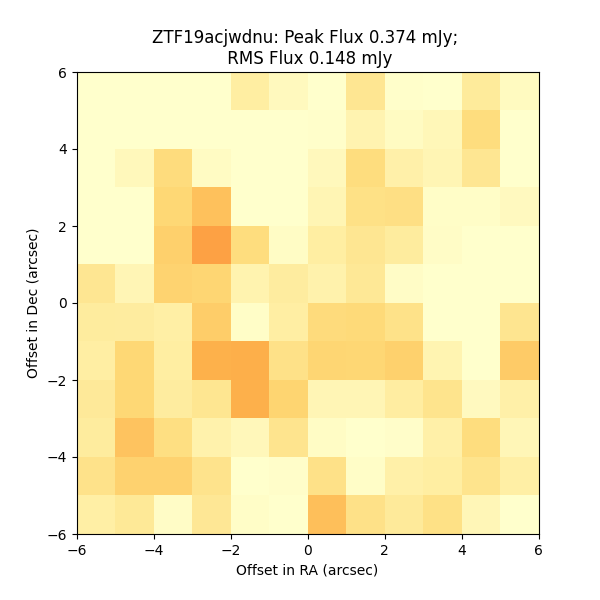 ZTF19acjwdnu: Peak Flux 0.374 mJy;
RMS Flux 0.148 mJy
6
4
2
0
−2
−4
−6
Offset in Dec (arcsec)
−6 −4 −2 0 2 4 6
Offset in RA (arcsec)